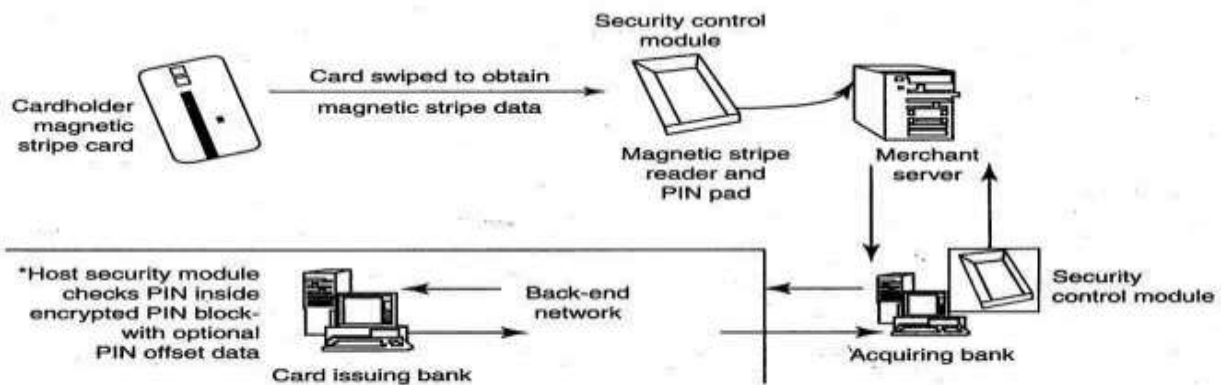 Security control
module
Card swiped to obtain
magnetic stripe data
Cardholder
magnetic
stripe card
Magnetic stripe
reader and
PIN pad
Merchant
server
*Host security module
checks PIN inside
encrypted PIN block-
with optional
PIN offset data
Back-end
network
Security
control module
Card issuing bank
Acquiring bank